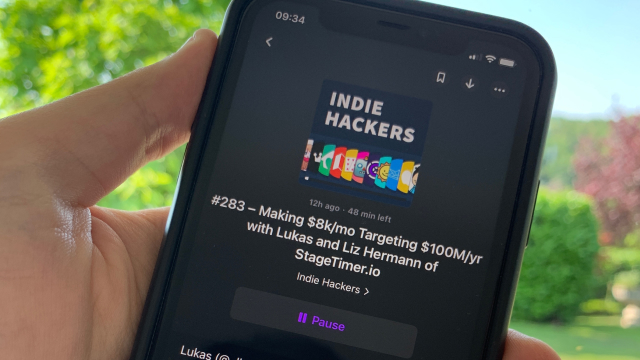 09:34
INDIE
HACKERS
12h ago · 48 min left
#283 – Making $8k/mo Targeting $100M/yr
with Lukas and Liz Hermann of
StageTimer.io
Indie Hackers
Pause
Lukas (@